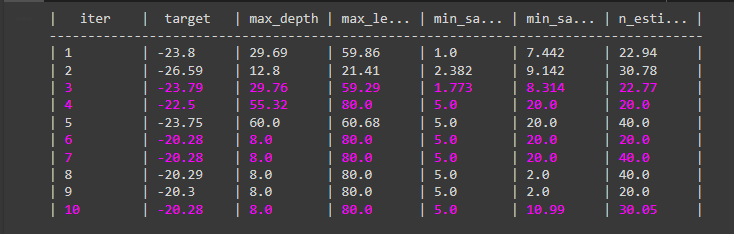 | iter | target | max_depth | max_le... | min_sa... | min_sa... | n_esti... |
-------------------------------------------------------------------------------------
| 1 | -23.8 | 29.69 | 59.86 | 1.0 | 7.442 | 22.94 |
| 2 | -26.59 | 12.8 | 21.41 | 2.382 | 9.142 | 30.78 |
| 3 | -23.79 | 29.76 | 59.29 | 1.773 | 8.314 | 22.77 |
| 4 | -22.5 | 55.32 | 80.0 | 5.0 | 20.0 | 20.0 |
| 5 | -23.75 | 60.0 | 60.68 | 5.0 | 20.0 | 40.0 |
| 6 | -20.28 | 8.0 | 80.0 | 5.0 | 20.0 | 20.0 |
| 7 | -20.28 | 8.0 | 80.0 | 5.0 | 20.0 | 40.0 |
| 8 | -20.29 | 8.0 | 80.0 | 5.0 | 2.0 | 40.0 |
| 9 | -20.3 | 8.0 | 80.0 | 5.0 | 2.0 | 20.0 |
| 10 | -20.28 | 8.0 | 80.0 | 5.0 | 10.99 | 30.05 |